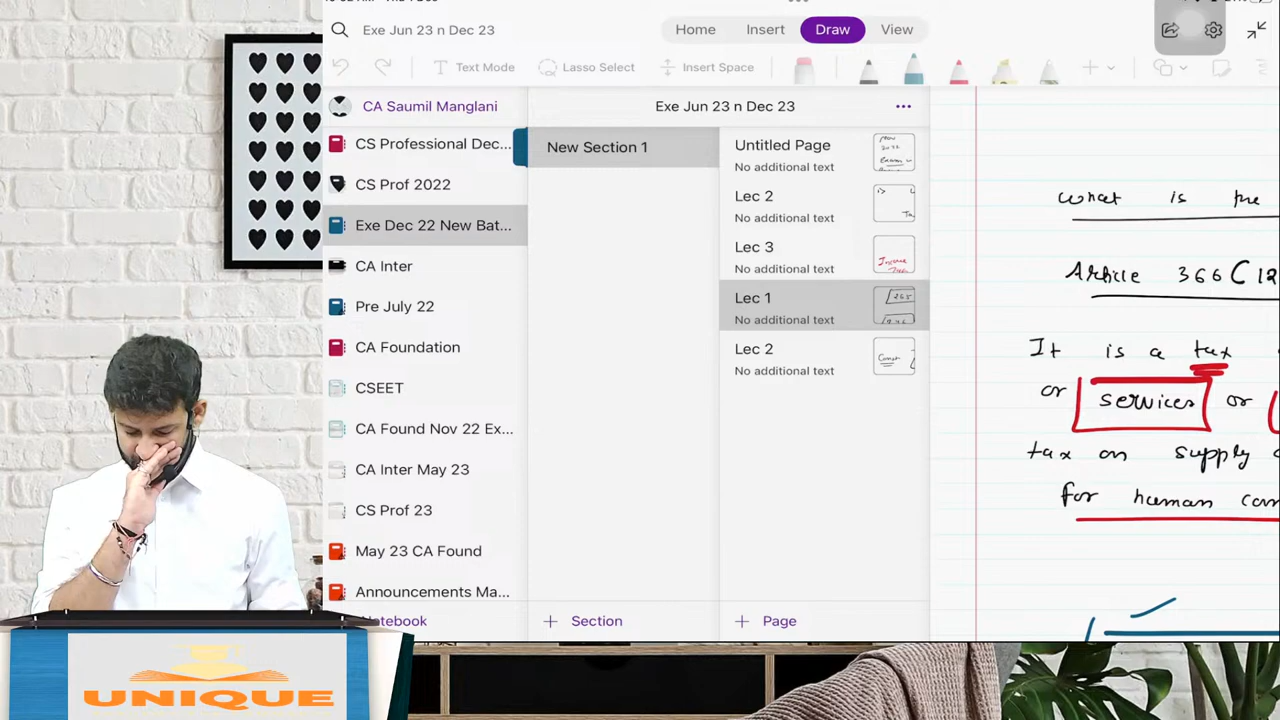 Exe Jun 23 n Dec 23
Home
Insert
Draw
View
Text Mode
Lasso Select
Insert Space
CA Saumil Manglani
Exe Jun 23 n Dec 23
CS Professional Dec...
CS Prof 2022
Exe Dec 22 New Bat...
CA Inter
Pre July 22
CA Foundation
CSEET
CA Found Nov 22 Ex...
CA Inter May 23
CS Prof 23
May 23 CA Found
Announcements Ma...
Notebook
New Section 1
Section
Untitled Page
No additional text
Lec 2
No additional text
Lec 3
No additional text
Lec 1
No additional text
Lec 2
No additional text
Page
what is the
Article 366(12
It is a tax
or services or
tax on supply
for human con
UNIQUE